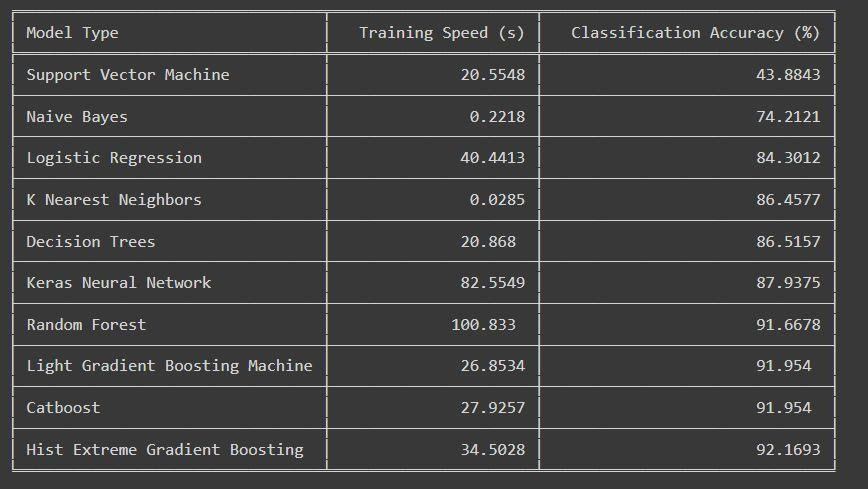 Model Type Training Speed (s) Classification Accuracy (%)
Support Vector Machine 20.5548 43.8843
Naive Bayes 0.2218 74.2121
Logistic Regression 40.4413 84.3012
K Nearest Neighbors 0.0285 86.4577
Decision Trees 20.868 86.5157
Keras Neural Network 82.5549 87.9375
Random Forest 100.833 91.6678
Light Gradient Boosting Machine 26.8534 91.954
Catboost 27.9257 91.954
Hist Extreme Gradient Boosting 34.5028 92.1693